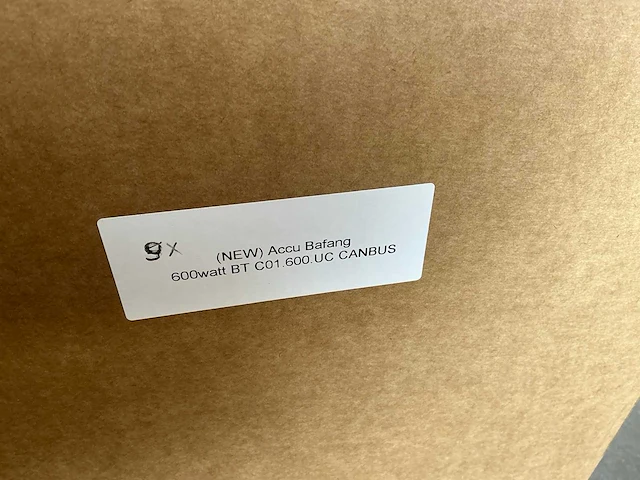 9x
(NEW) Accu Bafang
600watt BT C01.600.UC CANBUS